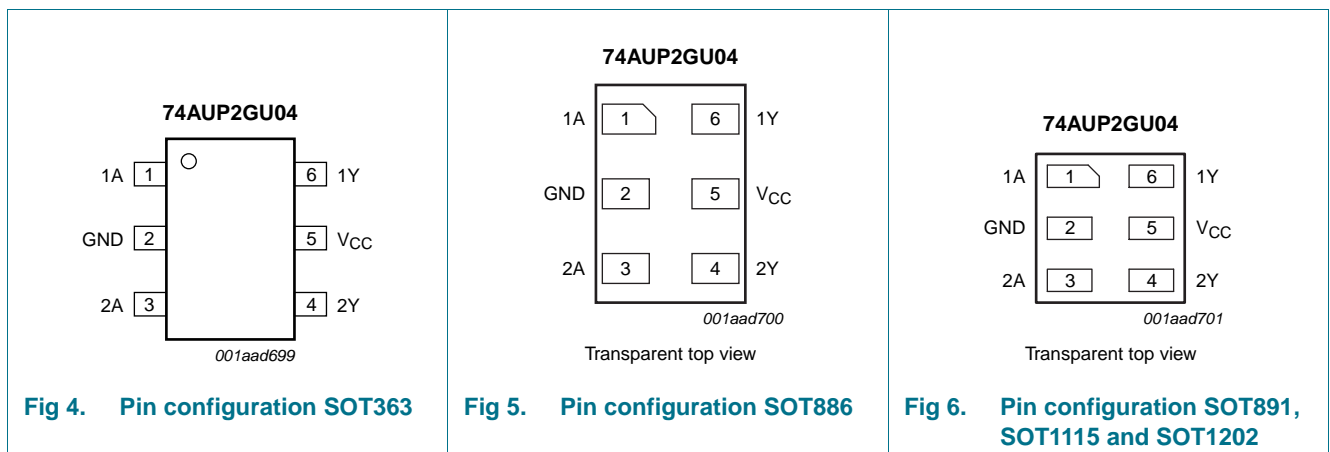 74AUP2GU04
1A 1 6 1Y
GND 2 5 VCC
2A 3 4 2Y
001aad699
Fig 4. Pin configuration SOT363
74AUP2GU04
1A 1 6 1Y
GND 2 5 VCC
2A 3 4 2Y
001aad700
Transparent top view
Fig 5. Pin configuration SOT886
74AUP2GU04
1A 1 6 1Y
GND 2 5 VCC
2A 3 4 2Y
001aad701
Transparent top view
Fig 6. Pin configuration SOT891,
SOT1115 and SOT1202